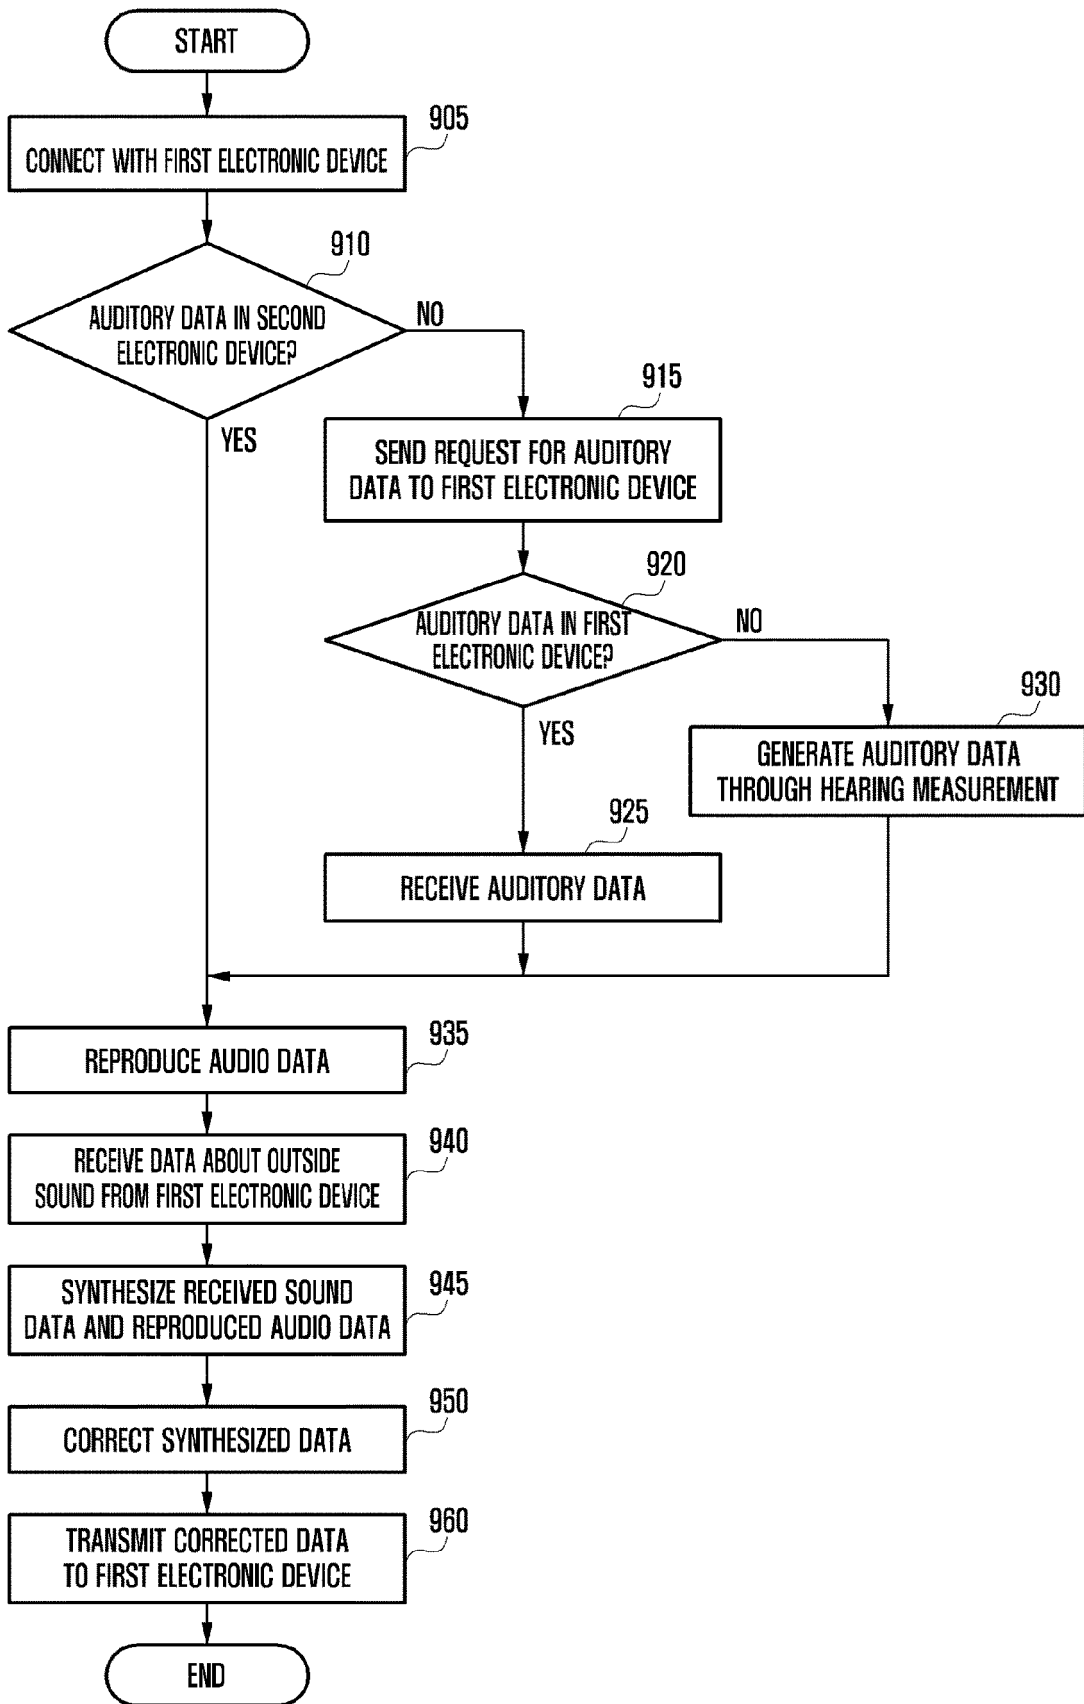 START
905
CONNECT WITH FIRST ELECTRONIC DEVICE
910
AUDITORY DATA IN SECOND
ELECTRONIC DEVICE?
NO
YES
915
SEND REQUEST FOR AUDITORY
DATA TO FIRST ELECTRONIC DEVICE
920
AUDITORY DATA IN FIRST
ELECTRONIC DEVICE?
NO
YES
930
GENERATE AUDITORY DATA
THROUGH HEARING MEASUREMENT
925
RECEIVE AUDITORY DATA
935
REPRODUCE AUDIO DATA
940
RECEIVE DATA ABOUT OUTSIDE
SOUND FROM FIRST ELECTRONIC DEVICE
945
SYNTHESIZE RECEIVED SOUND
DATA AND REPRODUCED AUDIO DATA
950
CORRECT SYNTHESIZED DATA
960
TRANSMIT CORRECTED DATA
TO FIRST ELECTRONIC DEVICE
END